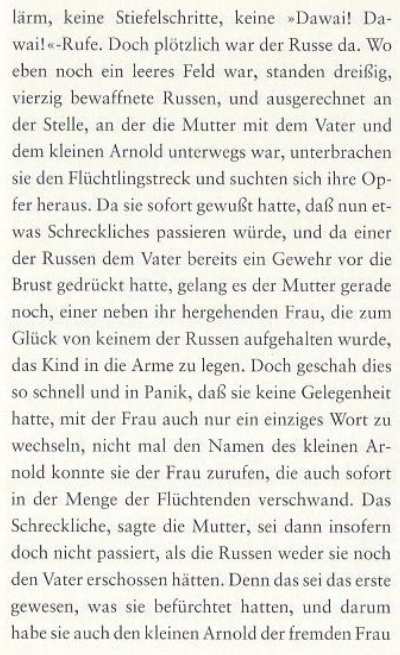 lärm, keine Stiefelschritte, keine »Dawai! Da-
wai!«-Rufe. Doch plötzlich war der Russe da. Wo
eben noch ein leeres Feld war, standen dreißig,
vierzig bewaffnete Russen, und ausgerechnet an
der Stelle, an der die Mutter mit dem Vater und
dem kleinen Arnold unterwegs war, unterbrachen
sie den Flüchtlingstreck und suchten sich ihre Op-
fer heraus. Da sie sofort gewußt hatte, daß nun et-
was Schreckliches passieren würde, und da einer
der Russen dem Vater bereits ein Gewehr vor die
Brust gedrückt hatte, gelang es der Mutter gerade
noch, einer neben ihr hergehenden Frau, die zum
Glück von keinem der Russen aufgehalten wurde,
das Kind in die Arme zu legen. Doch geschah dies
so schnell und in Panik, daß sie keine Gelegenheit
hatte, mit der Frau auch nur ein einziges Wort zu
wechseln, nicht mal den Namen des kleinen Ar-
nold konnte sie der Frau zurufen, die auch sofort
in der Menge der Flüchtenden verschwand. Das
Schreckliche, sagte die Mutter, sei dann insofern
doch nicht passiert, als die Russen weder sie noch
den Vater erschossen hätten. Denn das sei das erste
gewesen, was sie befürchtet hatten, und darum
habe sie auch den kleinen Arnold der fremden Frau